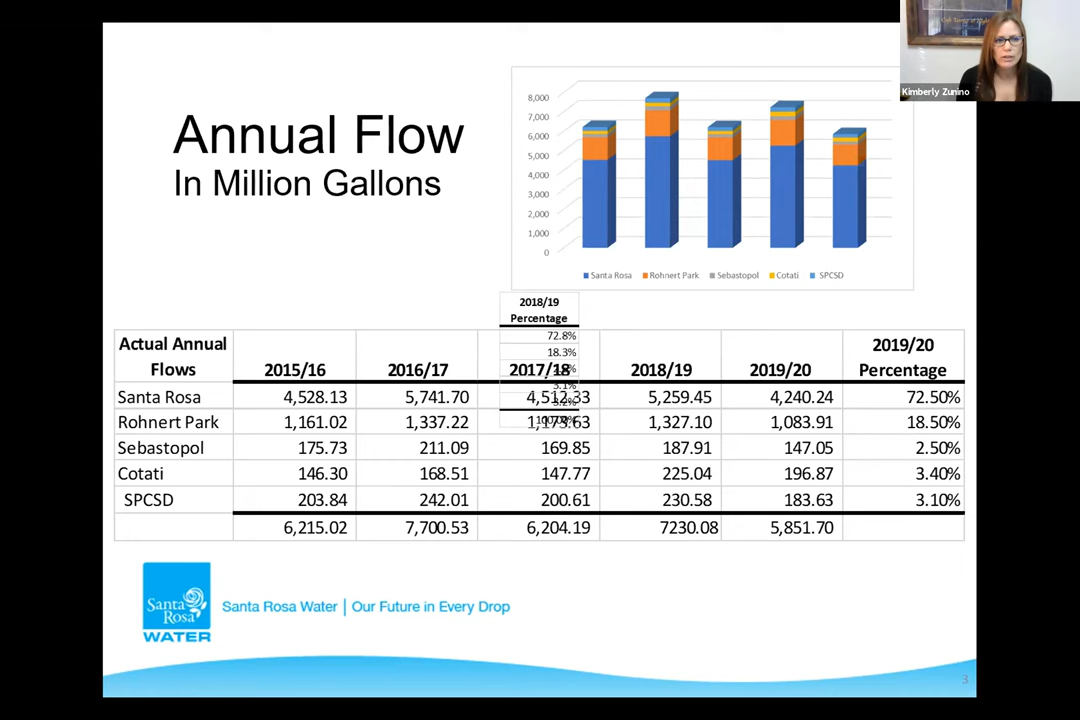 Kimberly Zunino
Annual Flow
In Million Gallons
8,000
7,000
6,000
5,000
4,000
3,000
2,000
1,000
0
Santa Rosa Rohnert Park Sebastopol Cotati SPCSD
2018/19
Percentage
72.8%
18.3%
3.1%
3.2%
Actual Annual Flows 2015/16 2016/17 2017/18 2018/19 2019/20 2019/20 Percentage
Santa Rosa 4,528.13 5,741.70 4,512.33 5,259.45 4,240.24 72.50%
Rohnert Park 1,161.02 1,337.22 1,173.63 1,327.10 1,083.91 18.50%
Sebastopol 175.73 211.09 169.85 187.91 147.05 2.50%
Cotati 146.30 168.51 147.77 225.04 196.87 3.40%
SPCSD 203.84 242.01 200.61 230.58 183.63 3.10%
6,215.02 7,700.53 6,204.19 7230.08 5,851.70
Santa
Rosa
WATER
Santa Rosa Water | Our Future in Every Drop
3